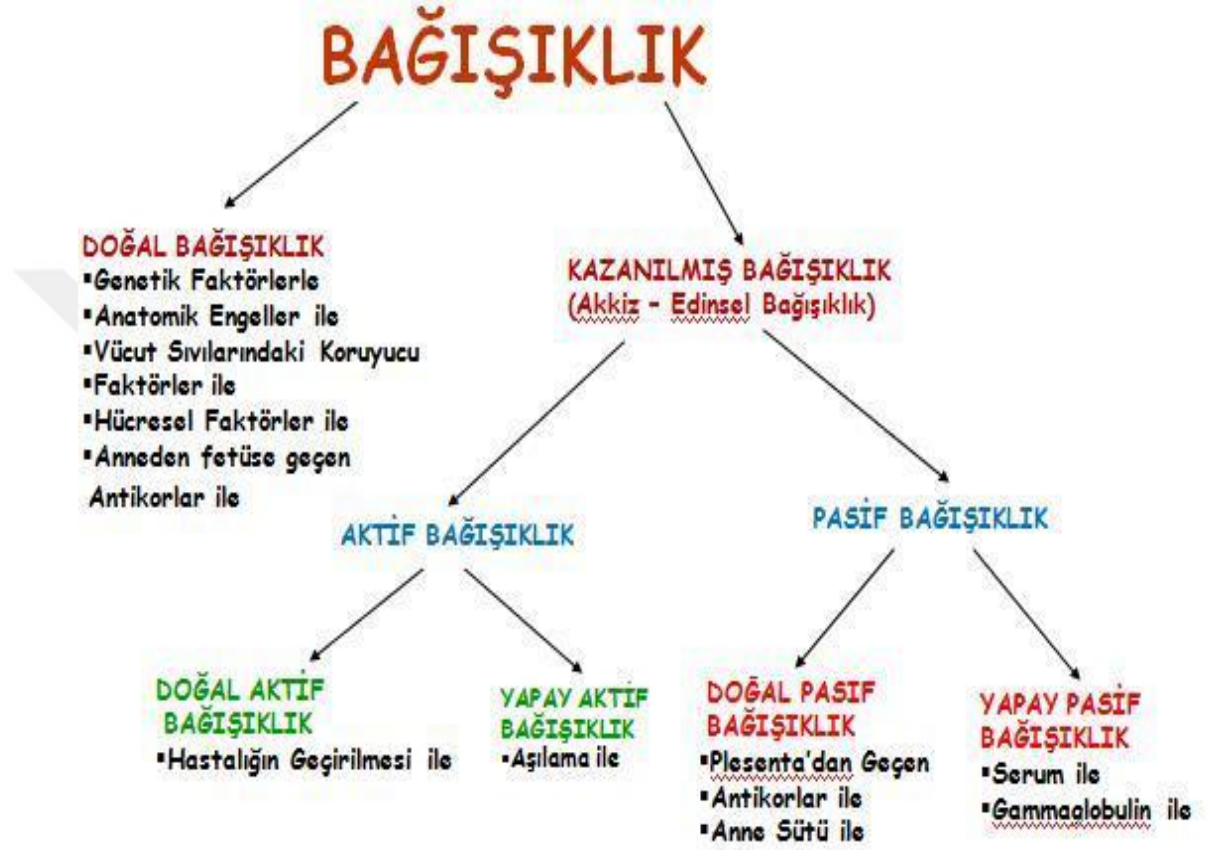 BAĞIŞIKLIK
DOĞAL BAĞIŞIKLIK
▪Genetik Faktörlerle
▪Anatomik Engeller ile
▪Vücut Sıvılarındaki Koruyucu
▪Faktörler ile
▪Hücresel Faktörler ile
▪Anneden fetüse geçen
Antikorlar ile
KAZANILMIŞ BAĞIŞIKLIK
(Akkiz - Edinsel Bağışıklık)
AKTİF BAĞIŞIKLIK
PASİF BAĞIŞIKLIK
DOĞAL AKTİF
BAĞIŞIKLIK
▪Hastalığın Geçirilmesi ile
YAPAY AKTİF
BAĞIŞIKLIK
▪Aşılama ile
DOĞAL PASIF
BAĞIŞIKLIK
▪Plesenta'dan Geçen
▪Antikorlar ile
▪Anne Sütü ile
YAPAY PASİF
BAĞIŞIKLIK
▪Serum ile
▪Gammaglobulin ile